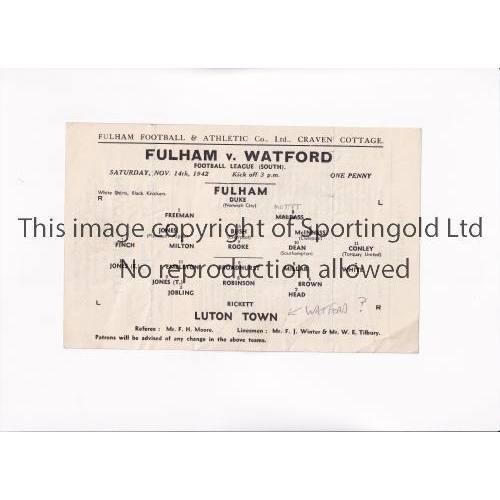 FULHAM FOOTBALL & ATHLETIC Co., Ltd., CRAVEN COTTAGE.
FULHAM v. WATFORD
FOOTBALL LEAGUE (SOUTH).
SATURDAY, NOV. 14th, 1942 Kick off 3 p.m. ONE PENNY
White Shirts, Black Knickers. FULHAM
R L
DUKE
(Norwich City)
FREEMAN MALPASS
This image is copyright of Sportingold Ltd
JONES McINNESS
FINCH MILTON ROOKE DEAN CONLEY
(Southampton) (Torquay United)
No reproduction allowed
JONES (T.) ROBINSON BROWN
JOBLING HEAD
L RICKETT R
LUTON TOWN ← WATFORD ?
Referee : Mr. F. H. Moore. Linesmen : Mr. F. J. Winter & Mr. W. E. Tilbury.
Patrons will be advised of any change in the above teams.